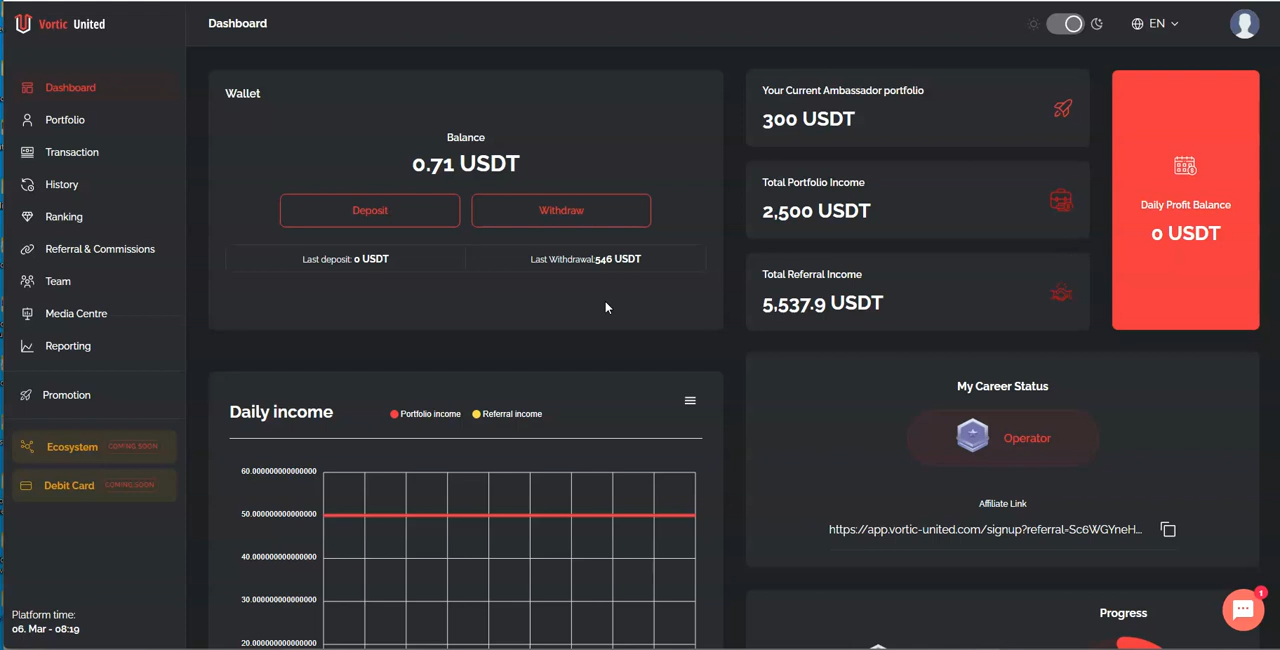 Vortic United
Dashboard
EN
Dashboard
Portfolio
Transaction
History
Ranking
Referral & Commissions
Team
Media Centre
Reporting
Promotion
Ecosystem COMING SOON
Debit Card COMING SOON
Platform time:
06. Mar - 08:19
Wallet
Balance
0.71 USDT
Deposit
Withdraw
Last deposit: 0 USDT
Last Withdrawal:546 USDT
Your Current Ambassador portfolio
300 USDT
Total Portfolio Income
2,500 USDT
Total Referral Income
5,537.9 USDT
Daily Profit Balance
0 USDT
Daily income
Portfolio income
Referral income
60.000000000000000
50.000000000000000
40.000000000000000
30.000000000000000
20.000000000000000
My Career Status
Operator
Affiliate Link
https://app.vortic-united.com/signup?referral=Sc6WGYneH...
Progress
1